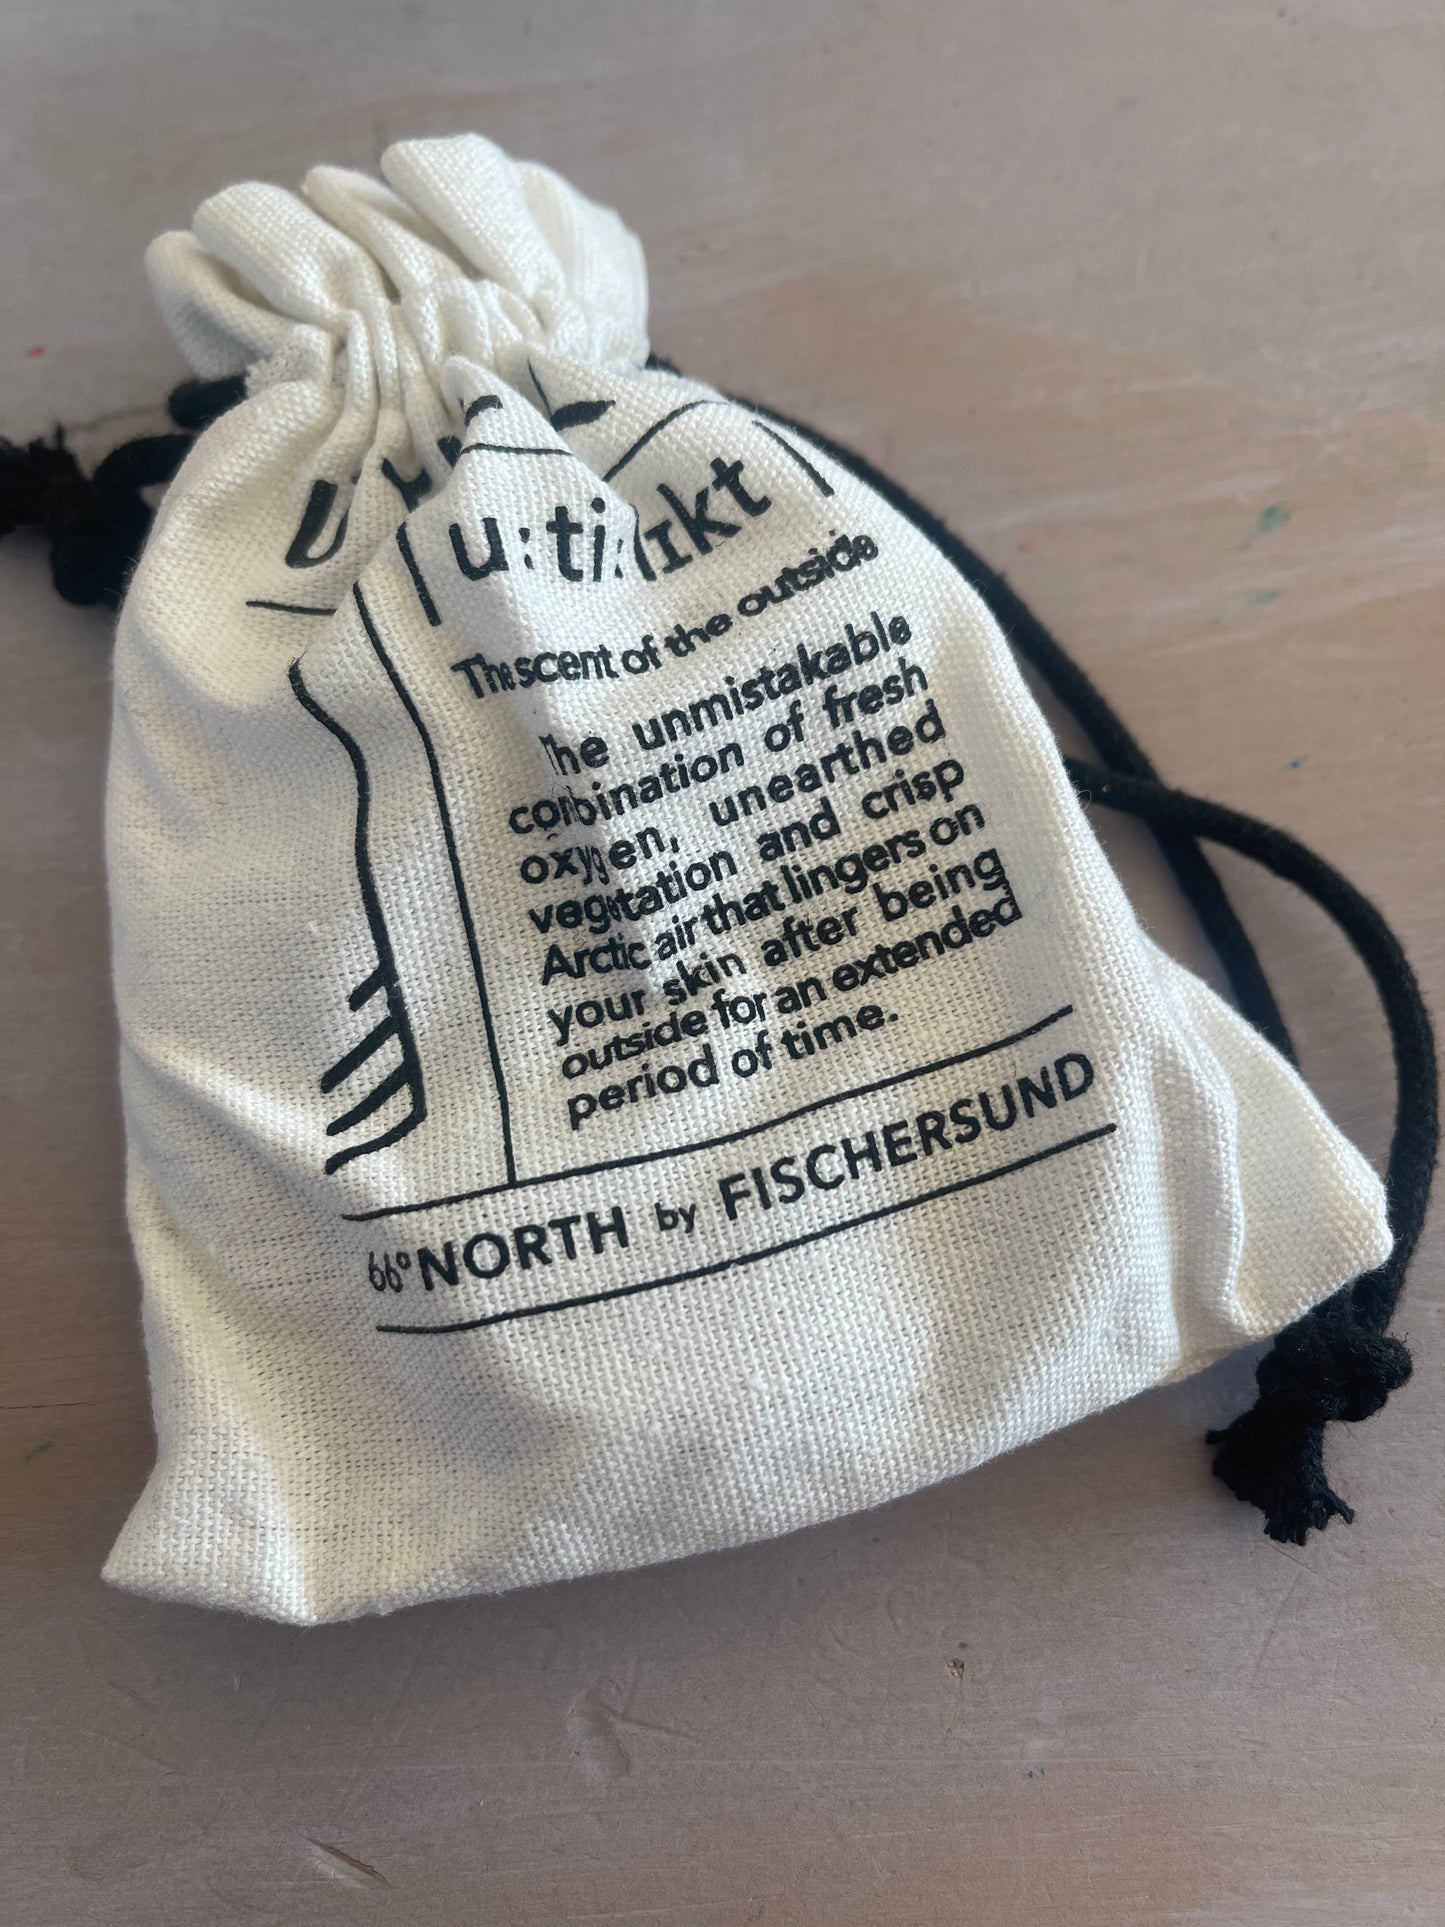 The scent of the outside
The unmistakable
combination of fresh
oxygen, unearthed
vegetation and crisp
Arctic air that lingers on
your skin after being
outside for an extended
period of time.
66°NORTH by FISCHERSUND